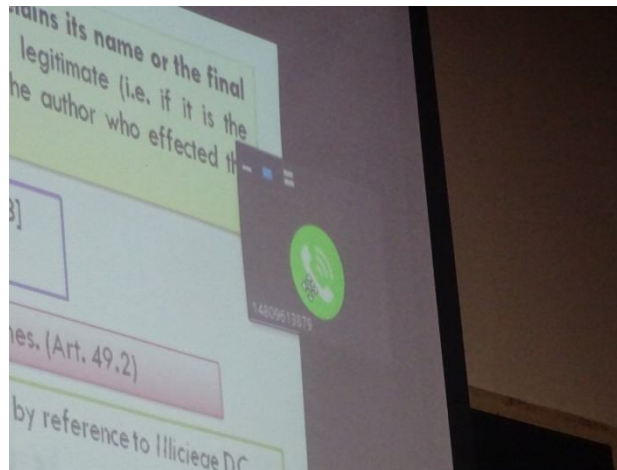 tains its name or the final
legitimate (i.e. if it is the
he author who effected th
3]
14809613879
nes. (Art. 49.2)
by reference to Illiciege DC